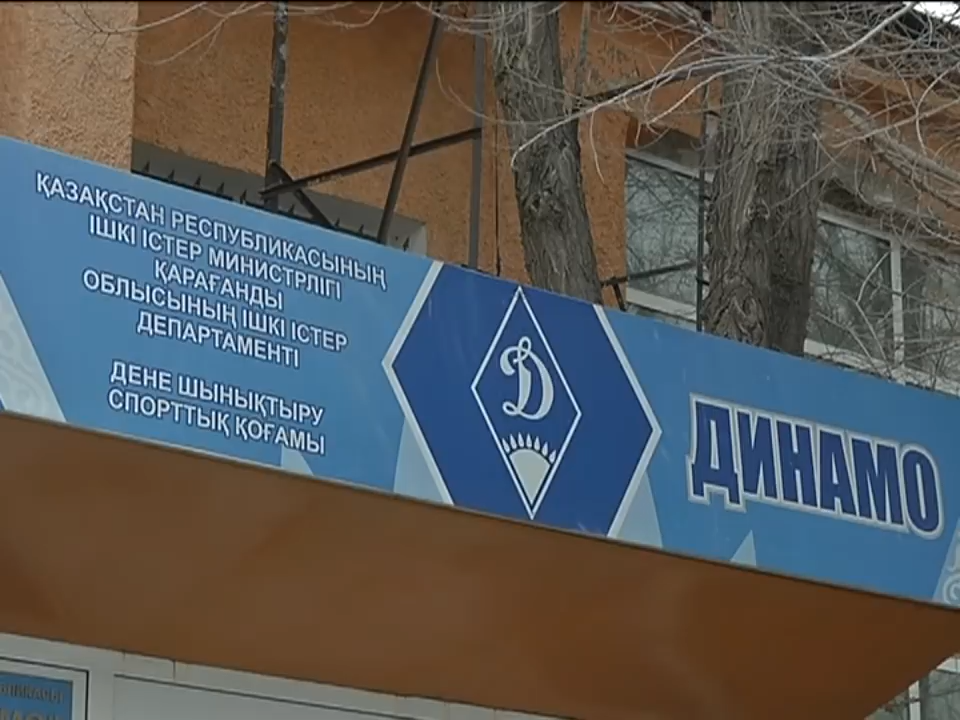 ҚАЗАҚСТАН РЕСПУБЛИКАСЫНЫҢ
ІШКІ ІСТЕР МИНИСТРЛІГІ
ҚАРАҒАНДЫ
ОБЛЫСЫНЫҢ ІШКІ ІСТЕР
ДЕПАРТАМЕНТІ
ДЕНЕ ШЫНЫҚТЫРУ
СПОРТТЫҚ ҚОҒАМЫ
D
ДИНАМО